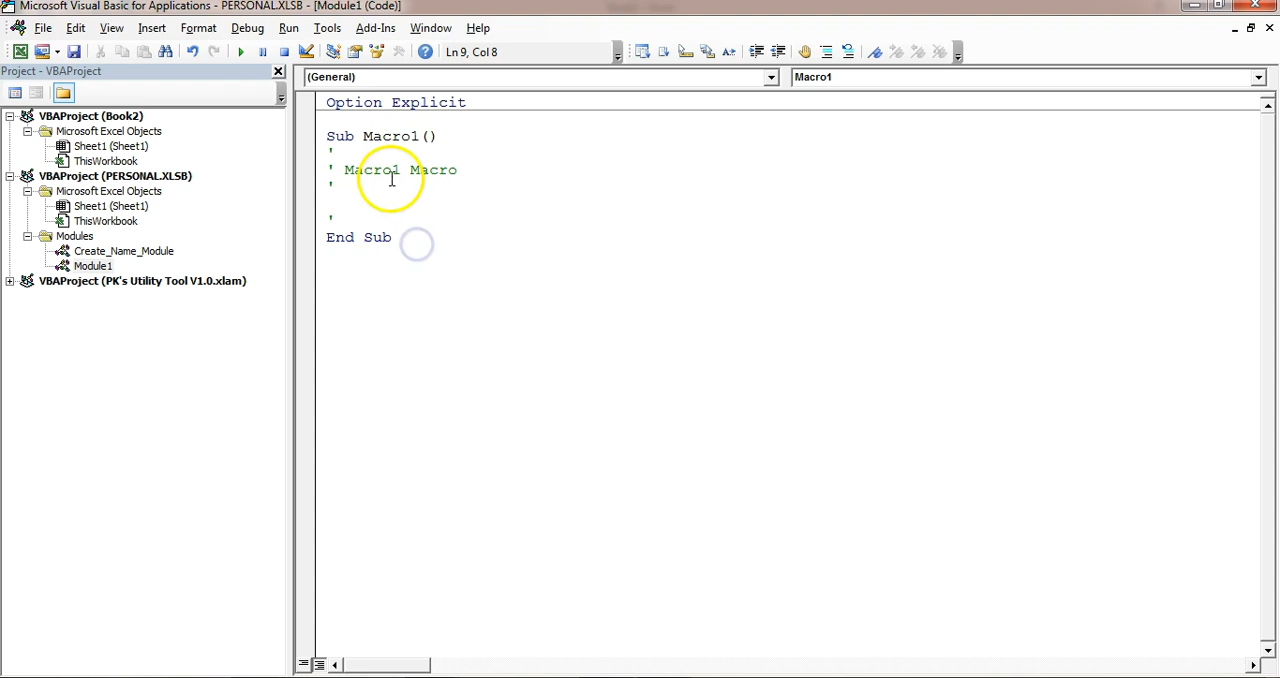 Microsoft Visual Basic for Applications - PERSONAL.XLSB - [Module1 (Code)]
File Edit View Insert Format Debug Run Tools Add-Ins Window Help
Ln 9, Col 8
Project - VBAProject
(General) Macro1
VBAProject (Book2)
Microsoft Excel Objects
Sheet1 (Sheet1)
ThisWorkbook
VBAProject (PERSONAL.XLSB)
Microsoft Excel Objects
Sheet1 (Sheet1)
ThisWorkbook
Modules
Create_Name_Module
Module1
VBAProject (PK's Utility Tool V1.0.xlam)
Option Explicit
Sub Macro1()
'
' Macro1 Macro
'
'
End Sub